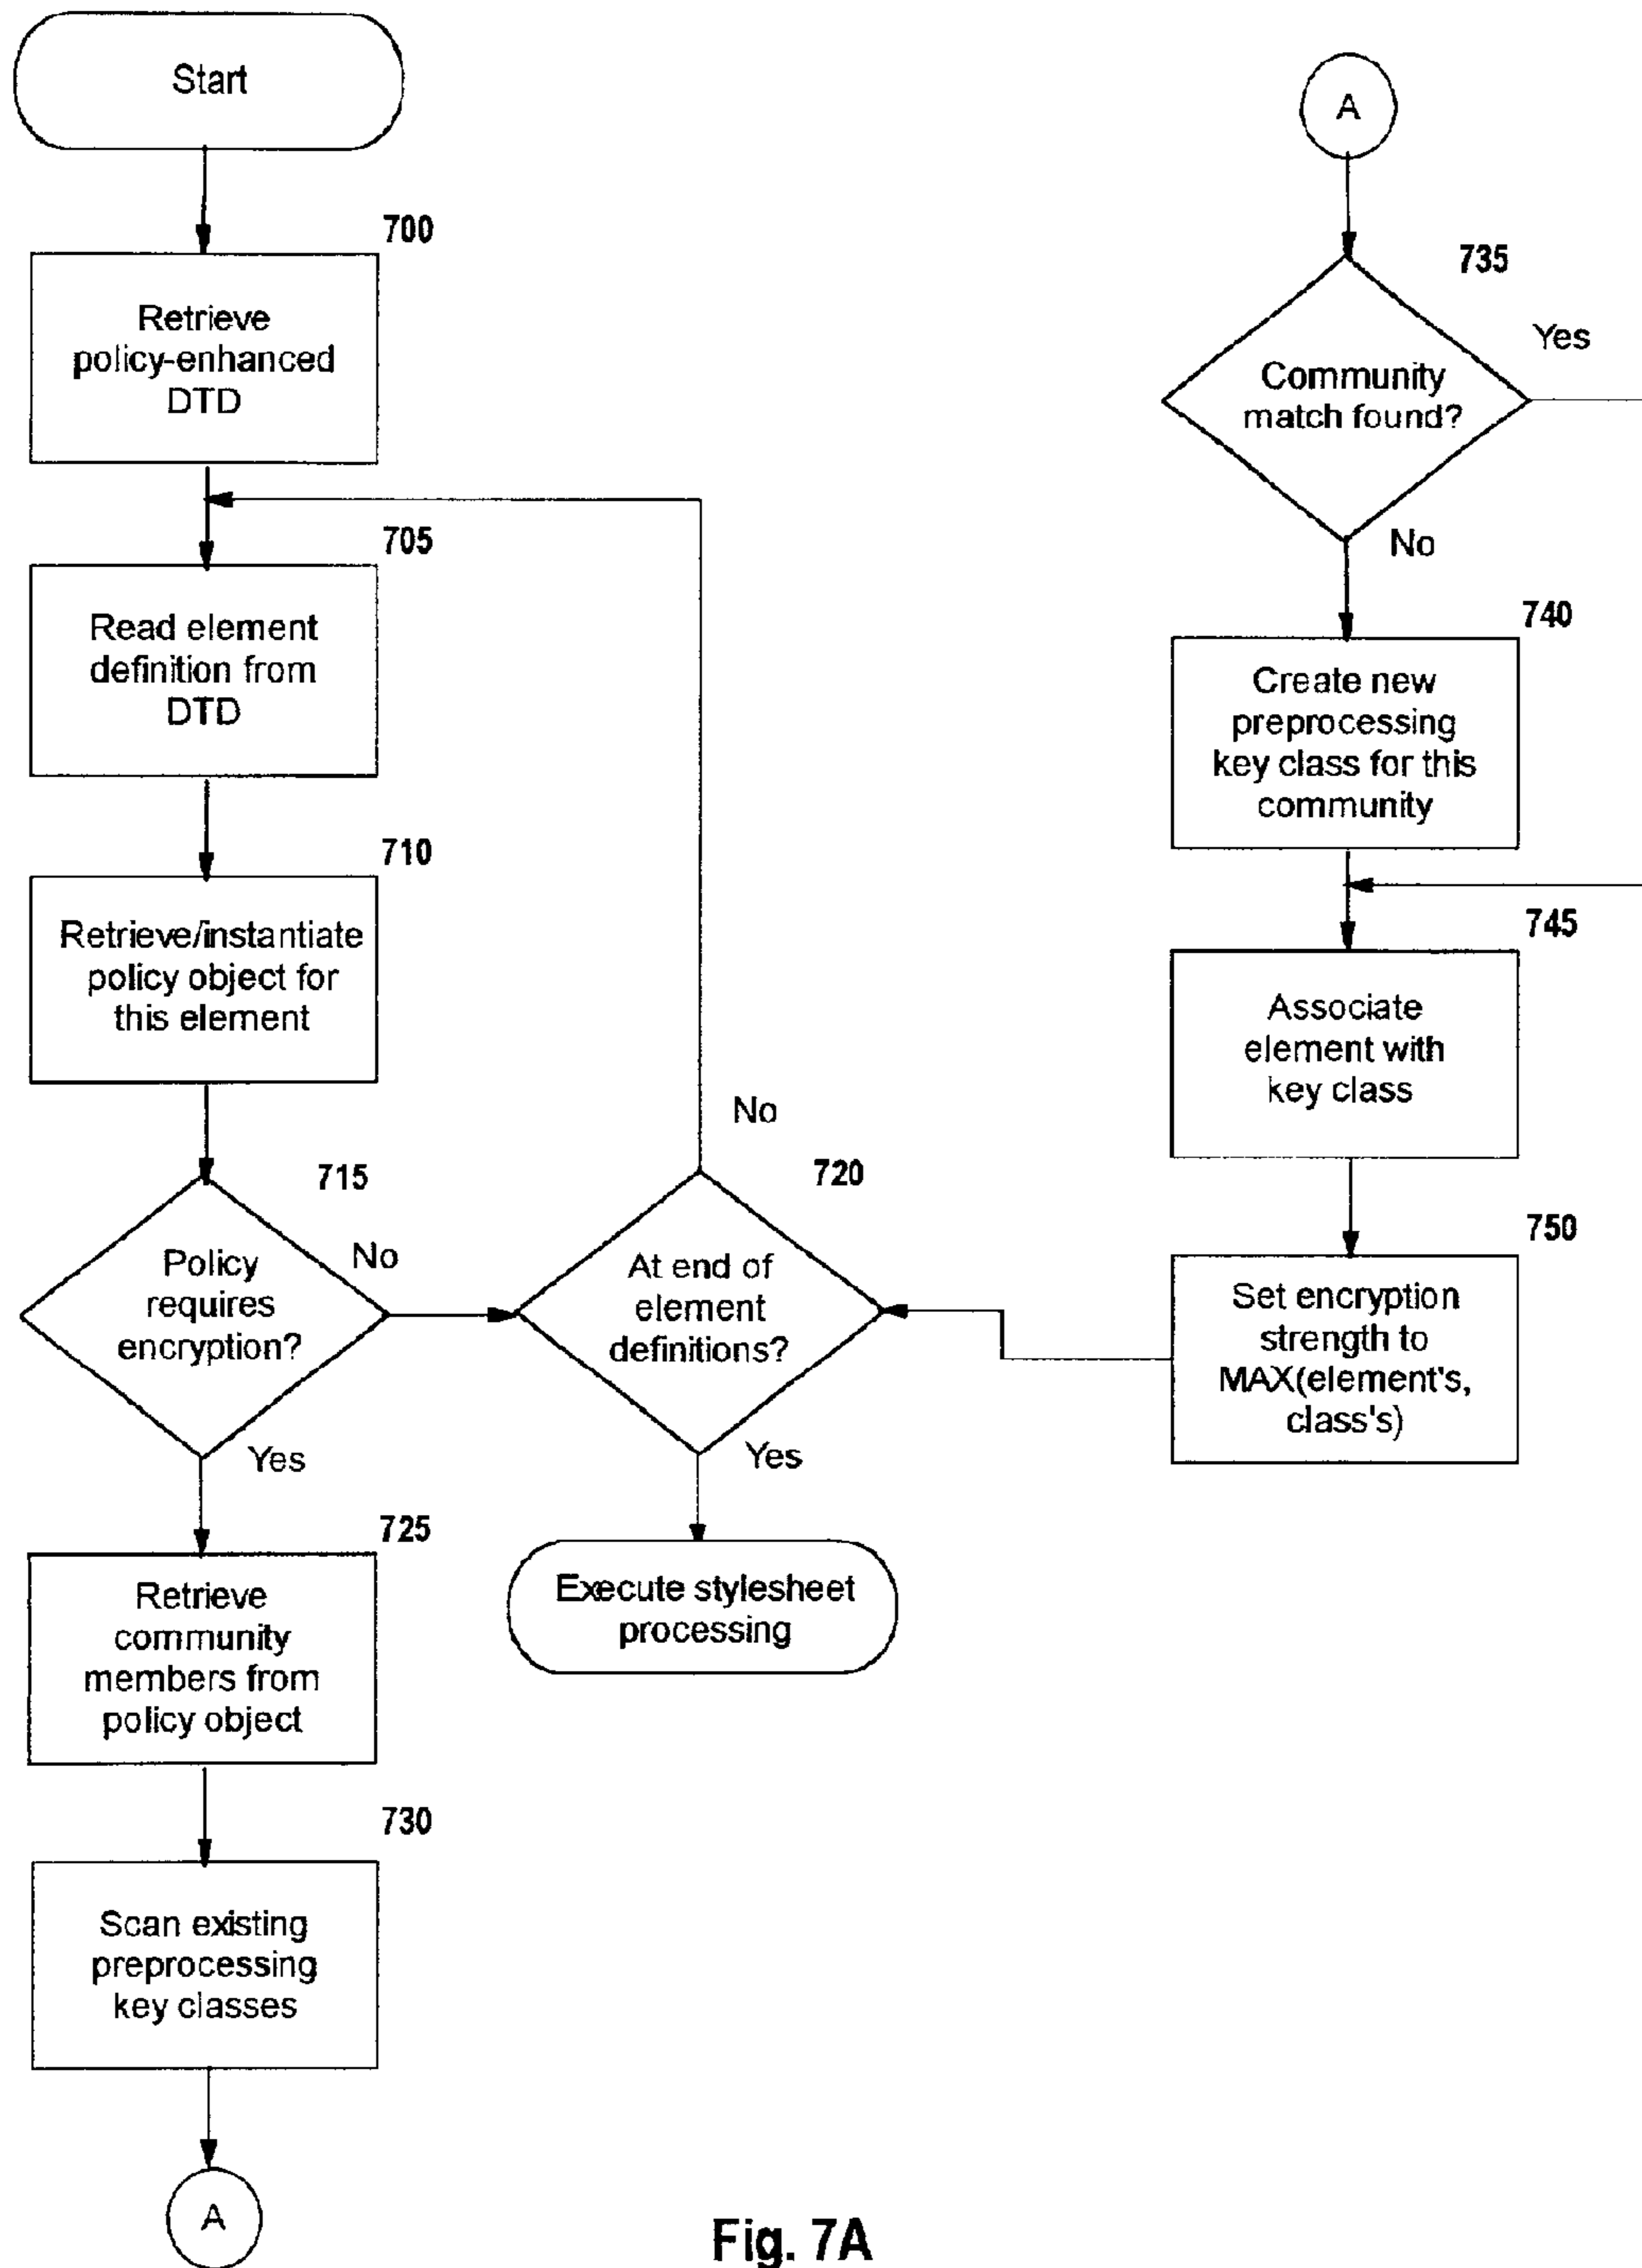 Start
700
Retrieve
policy-enhanced
DTD
705
Read element
definition from
DTD
710
Retrieve/instantiate
policy object for
this element
715
Policy
requires
encryption?
No
Yes
720
No
At end of
element
definitions?
Yes
Execute stylesheet
processing
725
Retrieve
community
members from
policy object
730
Scan existing
preprocessing
key classes
A
A
735
Community
match found?
Yes
No
740
Create new
preprocessing
key class for this
community
745
Associate
element with
key class
750
Set encryption
strength to
MAX(element's,
class's)
Fig. 7A